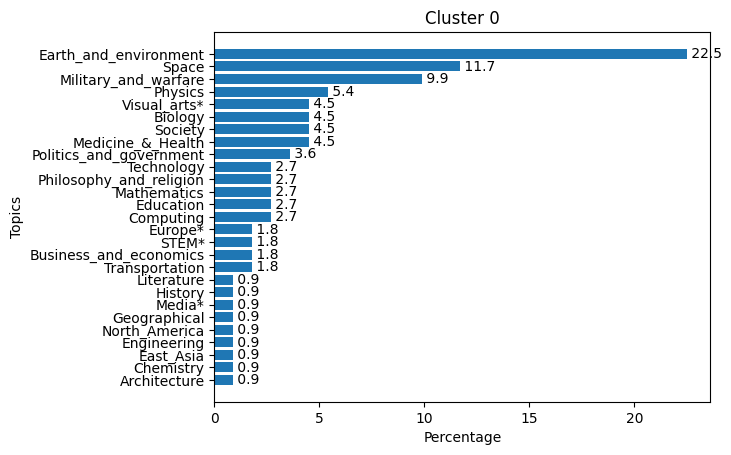 Cluster 0
Topics
Earth_and_environment 22.5
Space 11.7
Military_and_warfare 9.9
Physics 5.4
Visual_arts* 4.5
Biology 4.5
Society 4.5
Medicine_&_Health 4.5
Politics_and_government 3.6
Technology 2.7
Philosophy_and_religion 2.7
Mathematics 2.7
Education 2.7
Computing 2.7
Europe* 1.8
STEM* 1.8
Business_and_economics 1.8
Transportation 1.8
Literature 0.9
History 0.9
Media* 0.9
Geographical 0.9
North_America 0.9
Engineering 0.9
East_Asia 0.9
Chemistry 0.9
Architecture 0.9
0 5 10 15 20
Percentage